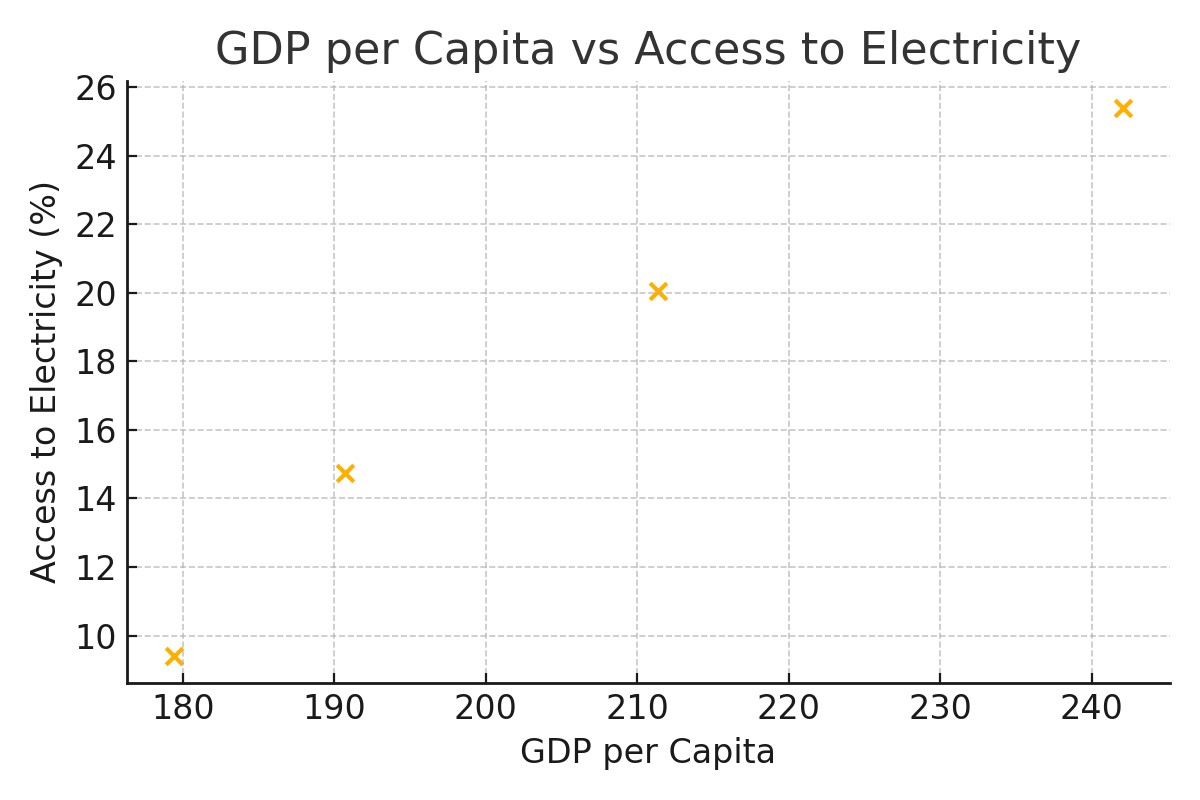 GDP per Capita vs Access to Electricity
26
24
22
20
18
16
14
12
10
Access to Electricity (%)
180 190 200 210 220 230 240
GDP per Capita